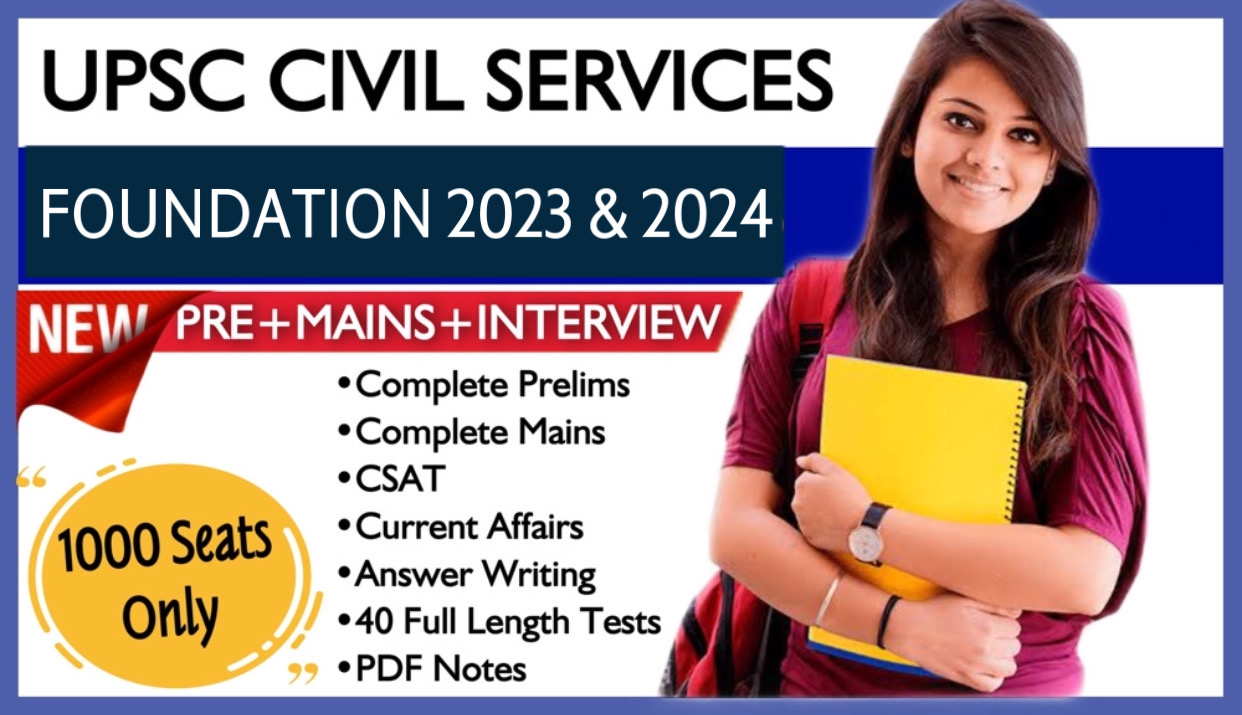 UPSC CIVIL SERVICES
FOUNDATION 2023 & 2024
NEW PRE+MAINS+INTERVIEW
•Complete Prelims
•Complete Mains
•CSAT
•Current Affairs
•Answer Writing
•40 Full Length Tests
•PDF Notes
“
1000 Seats
Only
”